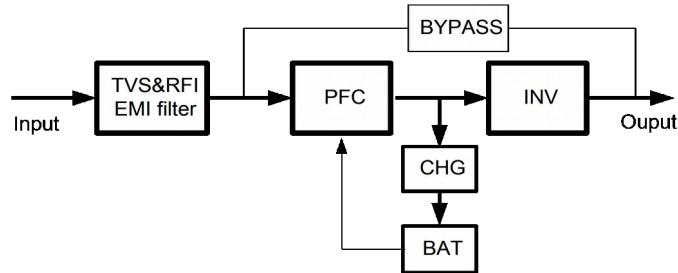 BYPASS
TVS&RFI
EMI filter
PFC
INV
Input
Ouput
CHG
BAT